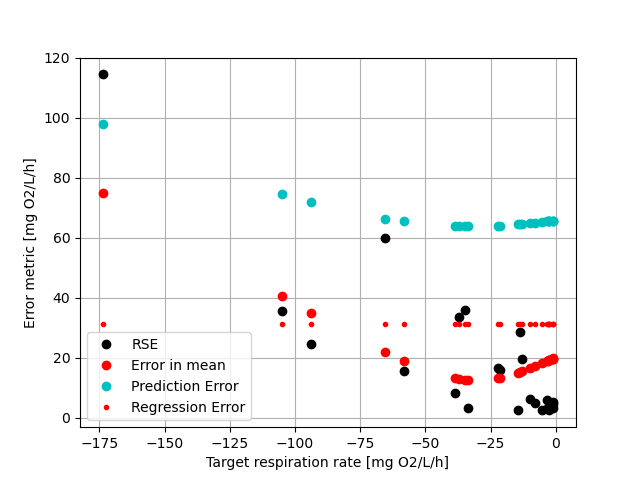 120
100
80
60
40
20
0
Error metric [mg O2/L/h]
RSE
Error in mean
Prediction Error
Regression Error
−175 −150 −125 −100 −75 −50 −25 0
Target respiration rate [mg O2/L/h]